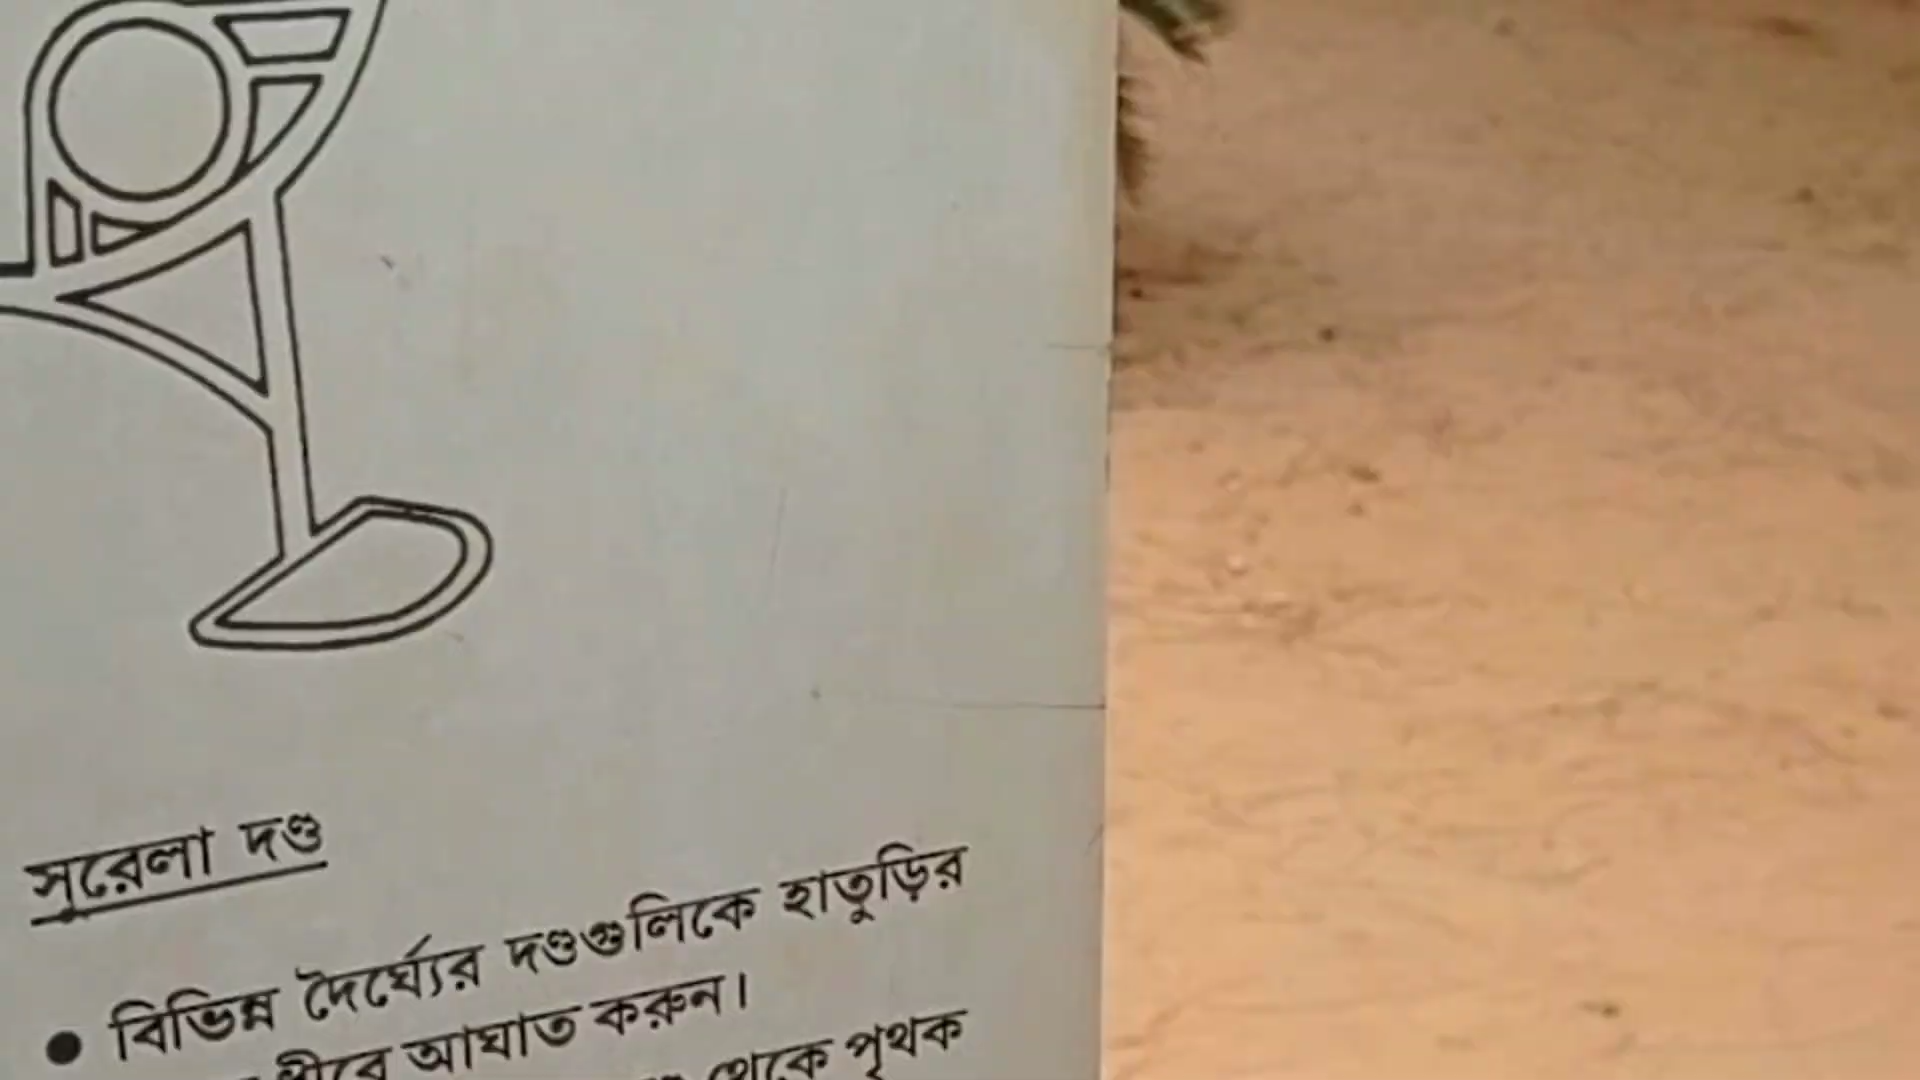 সুরেলা দণ্ড
● বিভিন্ন দৈর্ঘ্যের দণ্ডগুলিকে হাতুড়ির
আঘাত করুন।
থেকে পৃথক